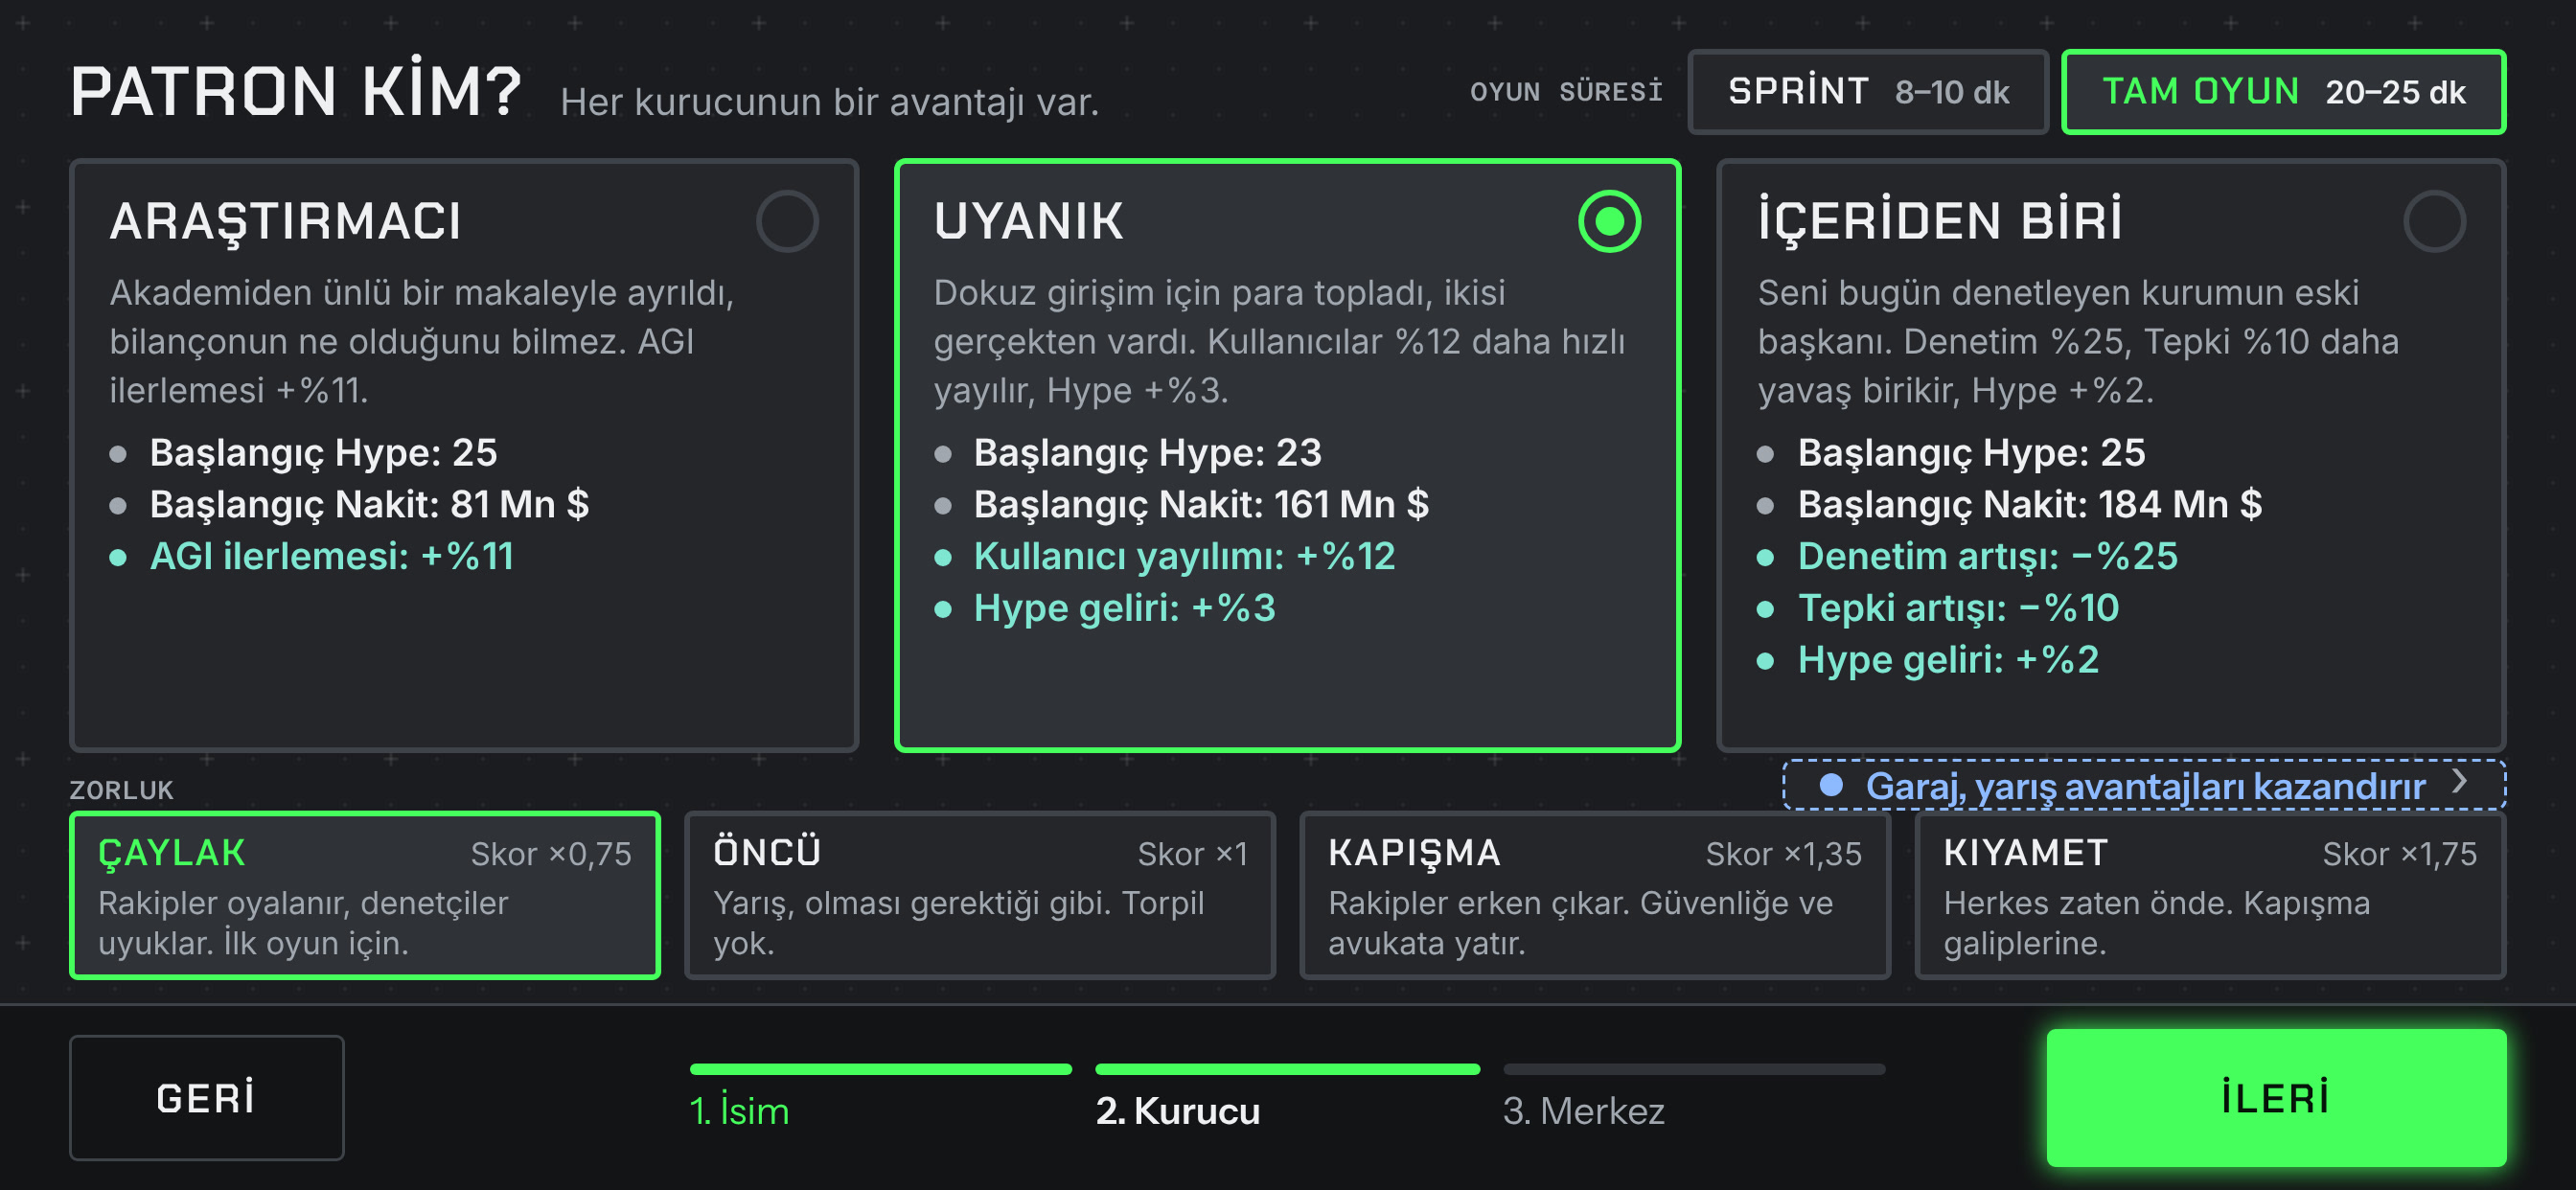 PATRON KİM? Her kurucunun bir avantajı var.
OYUN SÜRESİ
SPRİNT 8–10 dk
TAM OYUN 20–25 dk
ARAŞTIRMACI
Akademiden ünlü bir makaleyle ayrıldı,
bilançonun ne olduğunu bilmez. AGI
ilerlemesi +%11.
Başlangıç Hype: 25
Başlangıç Nakit: 81 Mn $
AGI ilerlemesi: +%11
UYANIK
Dokuz girişim için para topladı, ikisi
gerçekten vardı. Kullanıcılar %12 daha hızlı
yayılır, Hype +%3.
Başlangıç Hype: 23
Başlangıç Nakit: 161 Mn $
Kullanıcı yayılımı: +%12
Hype geliri: +%3
İÇERİDEN BİRİ
Seni bugün denetleyen kurumun eski
başkanı. Denetim %25, Tepki %10 daha
yavaş birikir, Hype +%2.
Başlangıç Hype: 25
Başlangıç Nakit: 184 Mn $
Denetim artışı: −%25
Tepki artışı: −%10
Hype geliri: +%2
ZORLUK
Garaj, yarış avantajları kazandırır
ÇAYLAK Skor ×0,75
Rakipler oyalanır, denetçiler
uyuklar. İlk oyun için.
ÖNCÜ Skor ×1
Yarış, olması gerektiği gibi. Torpil
yok.
KAPIŞMA Skor ×1,35
Rakipler erken çıkar. Güvenliğe ve
avukata yatır.
KIYAMET Skor ×1,75
Herkes zaten önde. Kapışma
galiplerine.
GERİ
1. İsim
2. Kurucu
3. Merkez
İLERİ